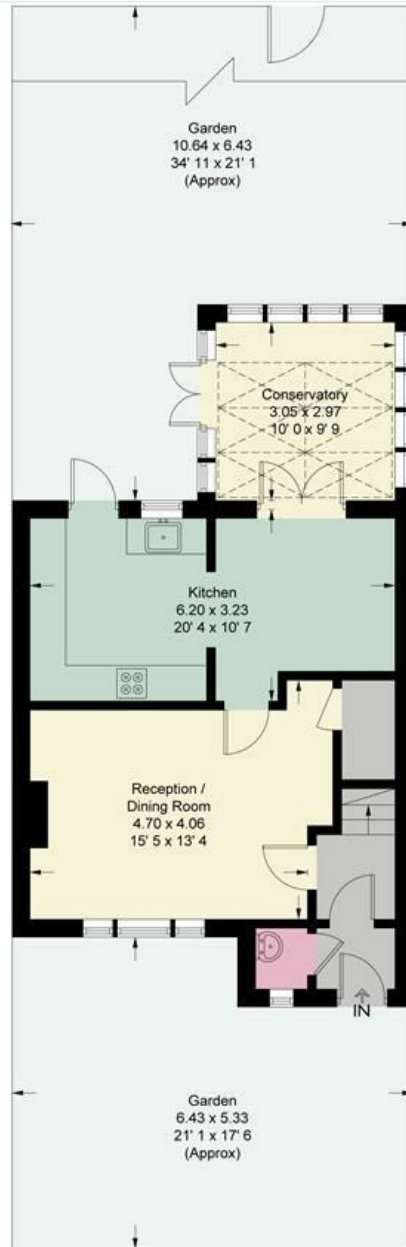 Garden
10.64 x 6.43
34' 11 x 21' 1
(Approx)
Conservatory
3.05 x 2.97
10' 0 x 9' 9
Kitchen
6.20 x 3.23
20' 4 x 10' 7
Reception /
Dining Room
4.70 x 4.06
15' 5 x 13' 4
IN
Garden
6.43 x 5.33
21' 1 x 17' 6
(Approx)